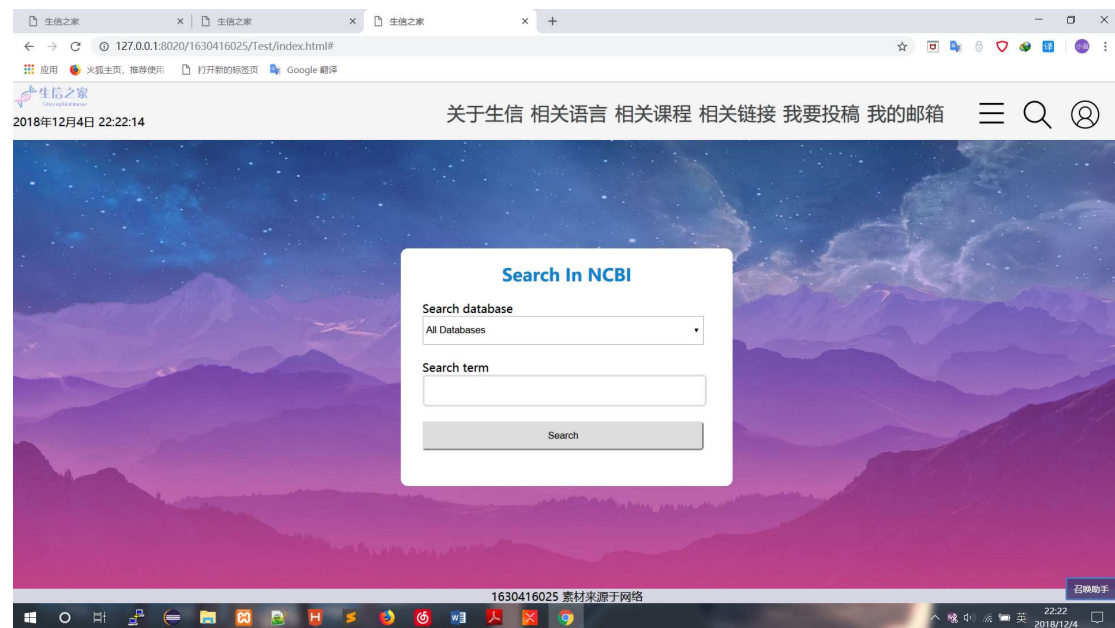 生信之家
生信之家
生信之家
127.0.0.1:8020/1630416025/Test/index.html#
应用 火狐主页，推荐使用 打开新的标签页 Google 翻译
生信之家
2018年12月4日 22:22:14
关于生信 相关语言 相关课程 相关链接 我要投稿 我的邮箱
Search In NCBI
Search database
All Databases
Search term
Search
1630416025 素材来源于网络
召唤助手
英
22:22
2018/12/4